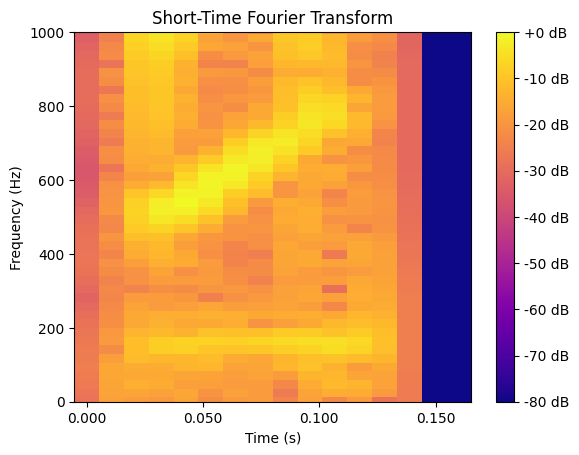 Short-Time Fourier Transform
1000
800
600
400
200
0
Frequency (Hz)
0.000
0.050
0.100
0.150
Time (s)
+0 dB
-10 dB
-20 dB
-30 dB
-40 dB
-50 dB
-60 dB
-70 dB
-80 dB